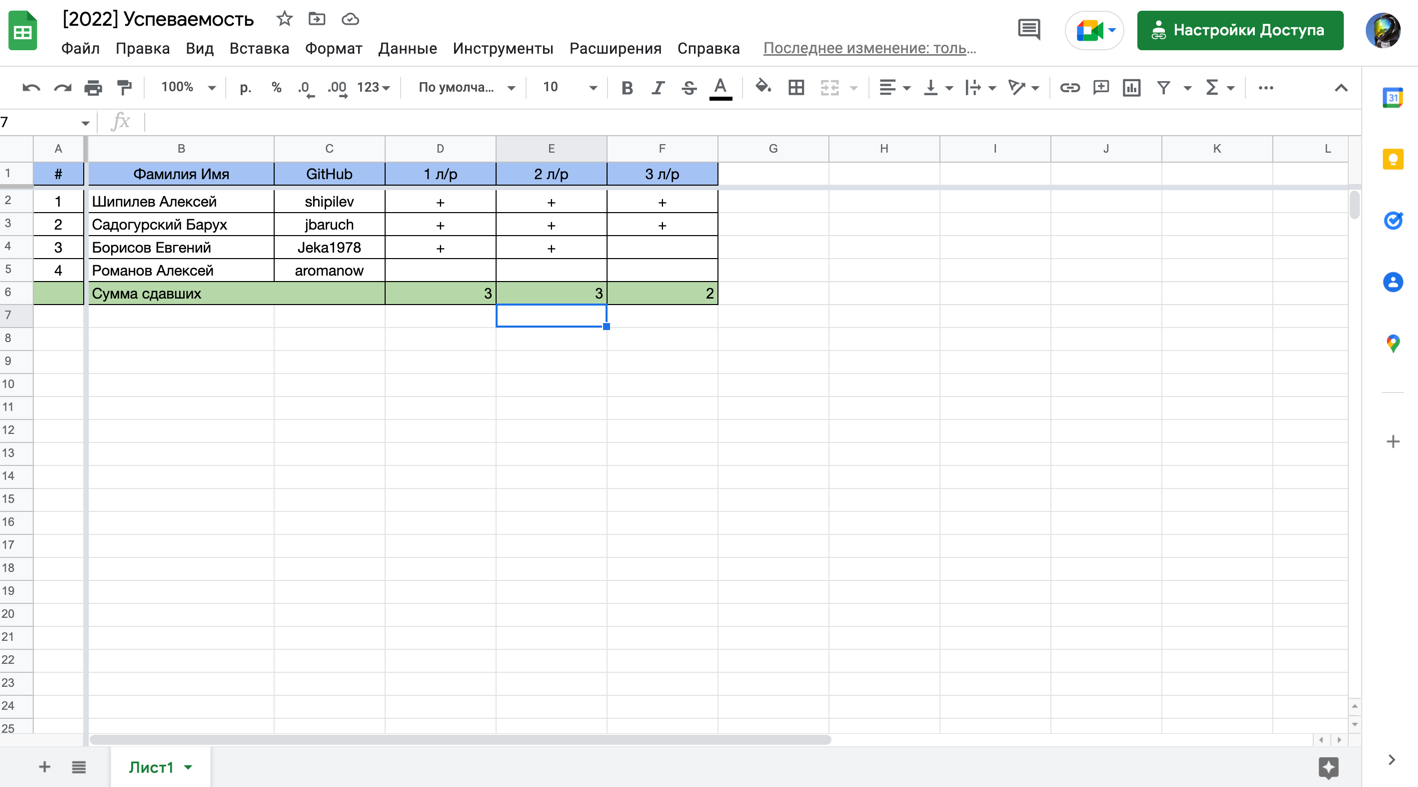 [2022] Успеваемость
Файл Правка Вид Вставка Формат Данные Инструменты Расширения Справка Последнее изменение: толь...
Настройки Доступа
100% р. % .0 .00 123 По умолча... 10 B I S A
7 fx
A B C D E F G H I J K L
1 # Фамилия Имя GitHub 1 л/р 2 л/р 3 л/р
2 1 Шипилев Алексей shipilev + + +
3 2 Садогурский Барух jbaruch + + +
4 3 Борисов Евгений Jeka1978 + +
5 4 Романов Алексей aromanow
6 Сумма сдавших 3 3 2
7
8
9
10
11
12
13
14
15
16
17
18
19
20
21
22
23
24
25
Лист1
31